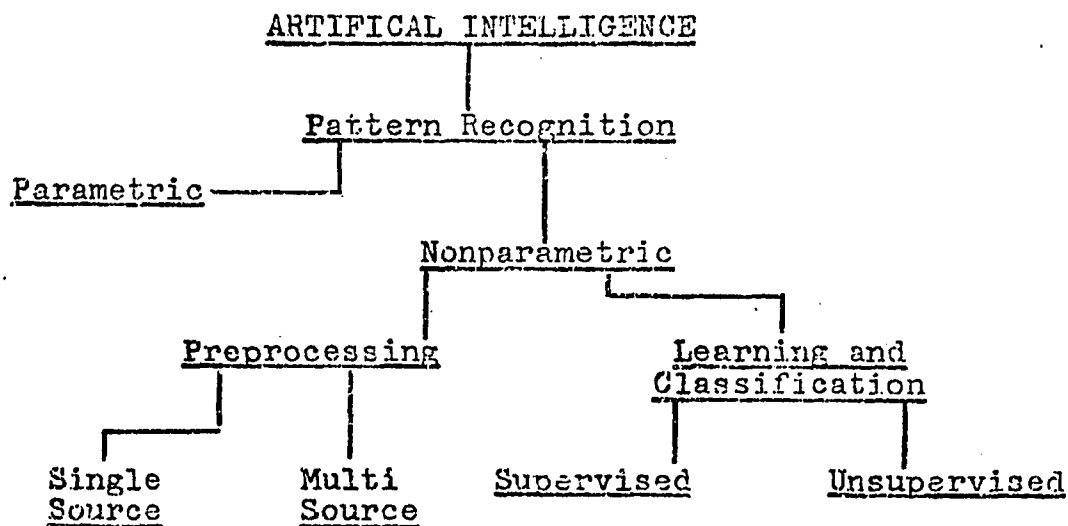 ARTIFICAL INTELLIGENCE
Pattern Recognition
Parametric
Nonparametric
Preprocessing
Learning and
Classification
Single
Source
Multi
Source
Supervised
Unsupervised